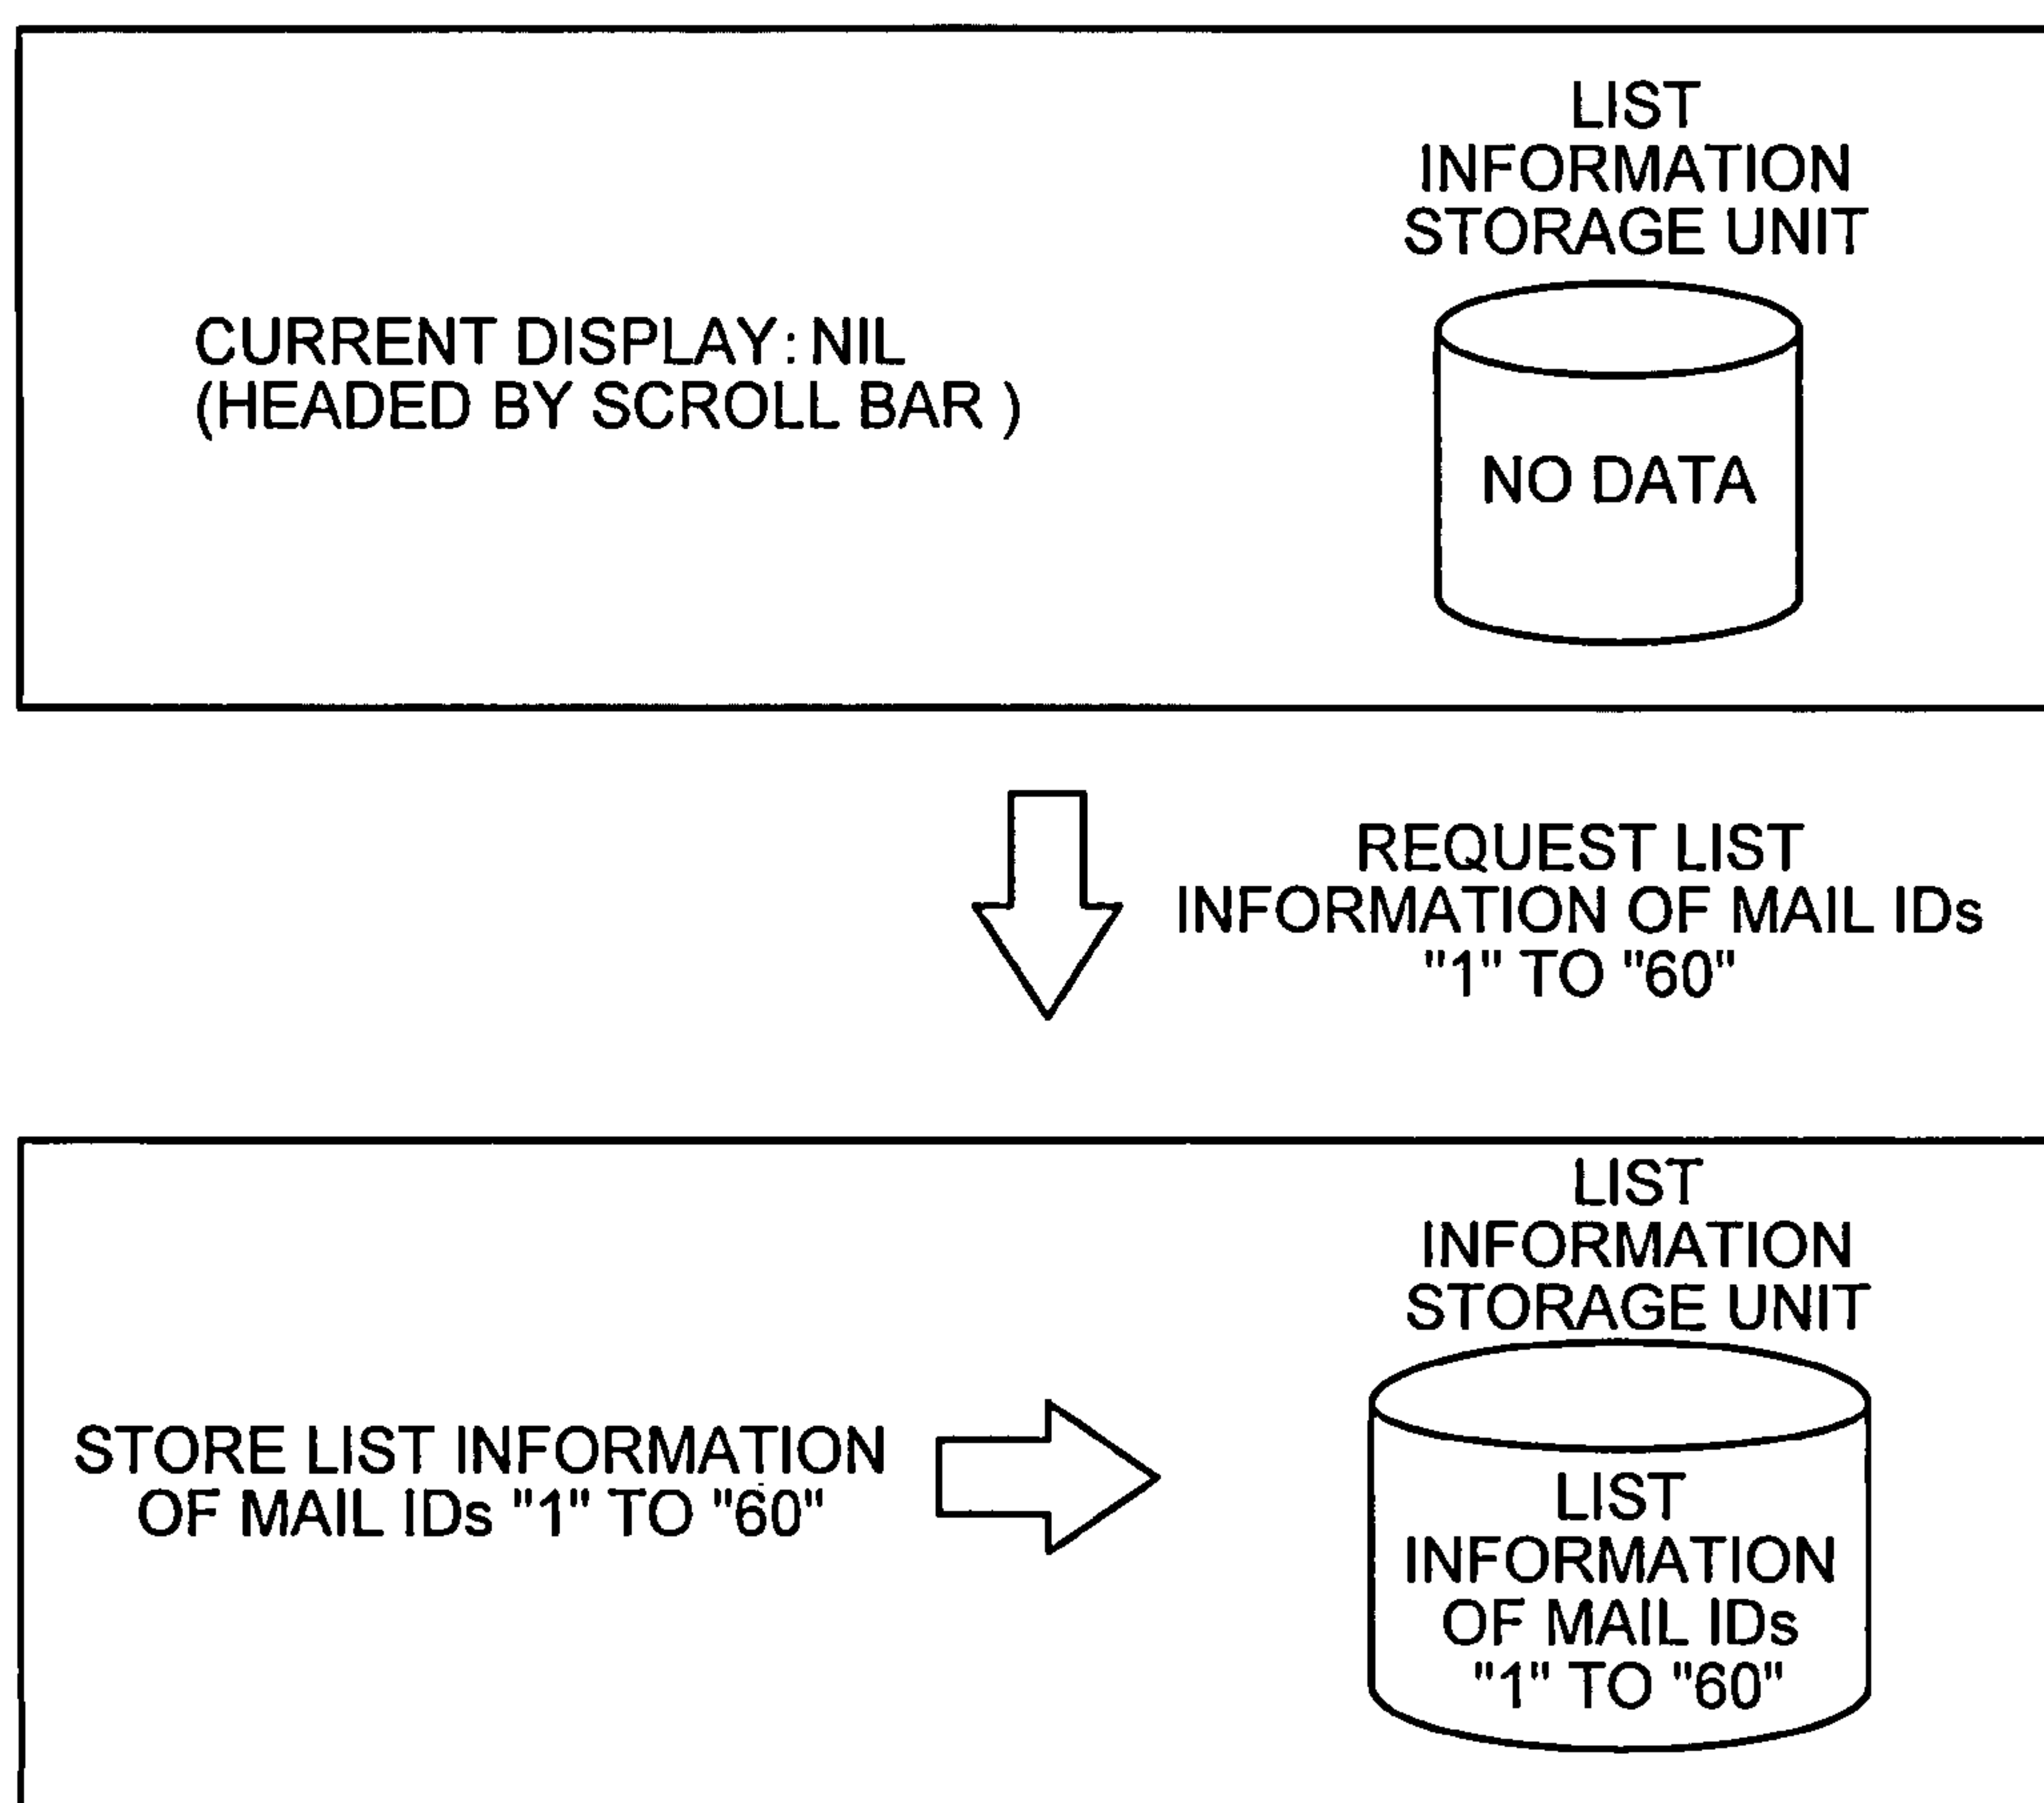 LIST
INFORMATION
STORAGE UNIT
CURRENT DISPLAY: NIL
(HEADED BY SCROLL BAR )
NO DATA
REQUEST LIST
INFORMATION OF MAIL IDs
"1" TO "60"
LIST
INFORMATION
STORAGE UNIT
STORE LIST INFORMATION
OF MAIL IDs "1" TO "60"
LIST
INFORMATION
OF MAIL IDs
"1" TO "60"